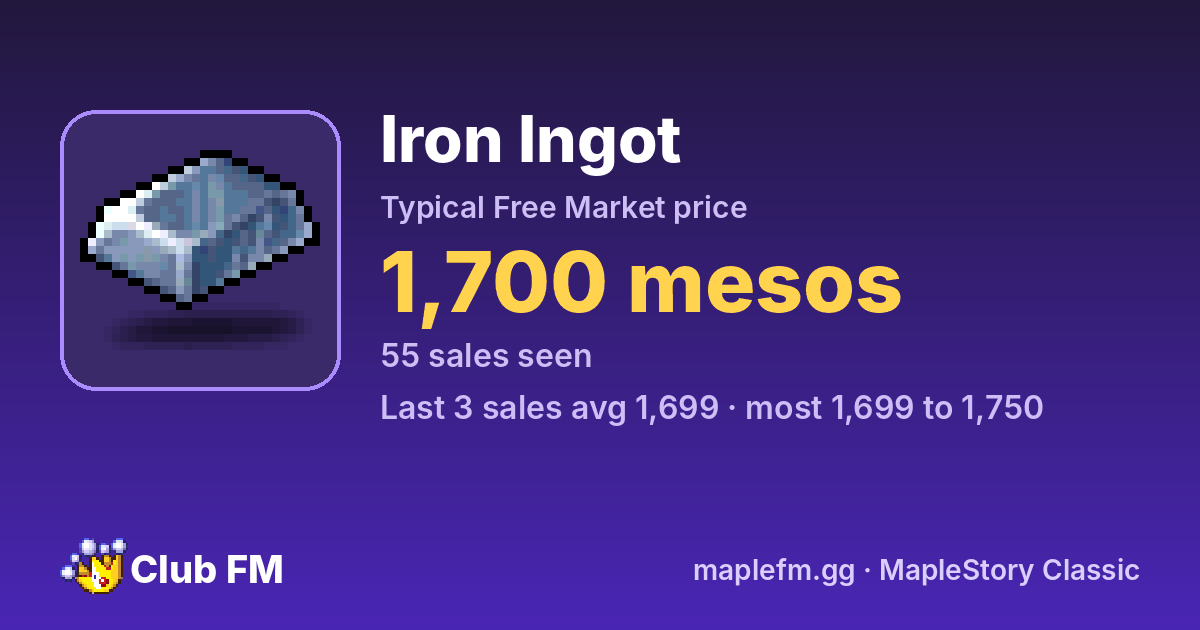 Iron Ingot
Typical Free Market price
1,700 mesos
55 sales seen
Last 3 sales avg 1,699 · most 1,699 to 1,750
Club FM
maplefm.gg · MapleStory Classic